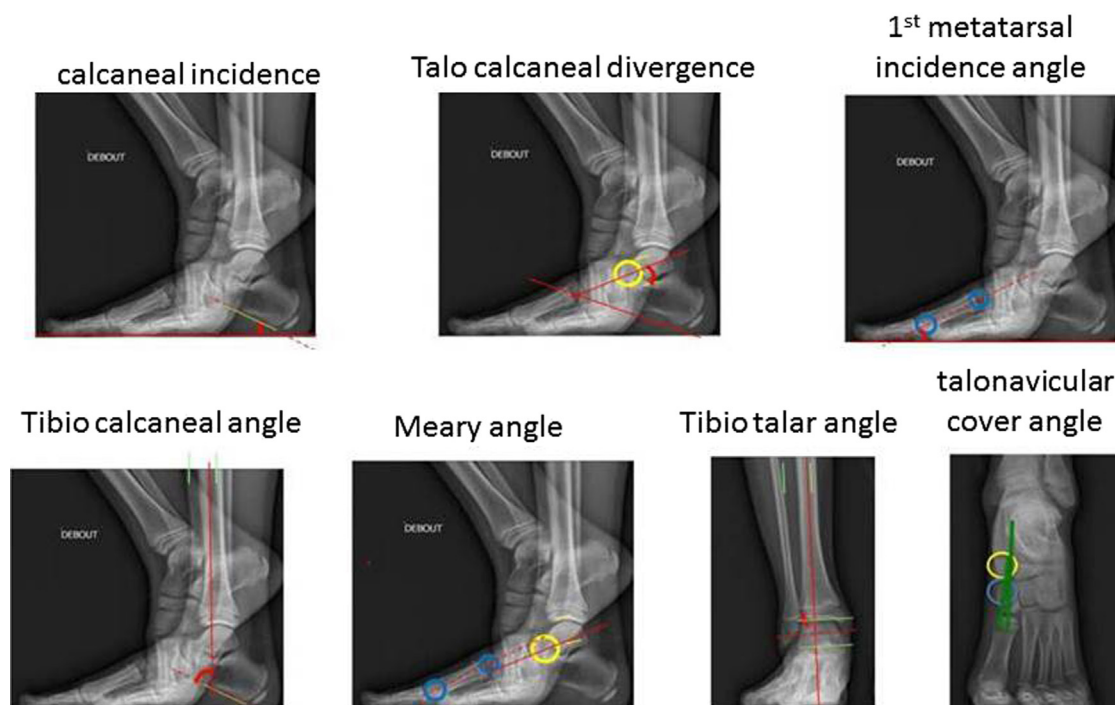 calcaneal incidence
Talo calcaneal divergence
1st metatarsal
incidence angle
DEBOUT
DEBOUT
DEBOUT
Tibio calcaneal angle
Meary angle
Tibio talar angle
talonavicular
cover angle
DEBOUT
DEBOUT